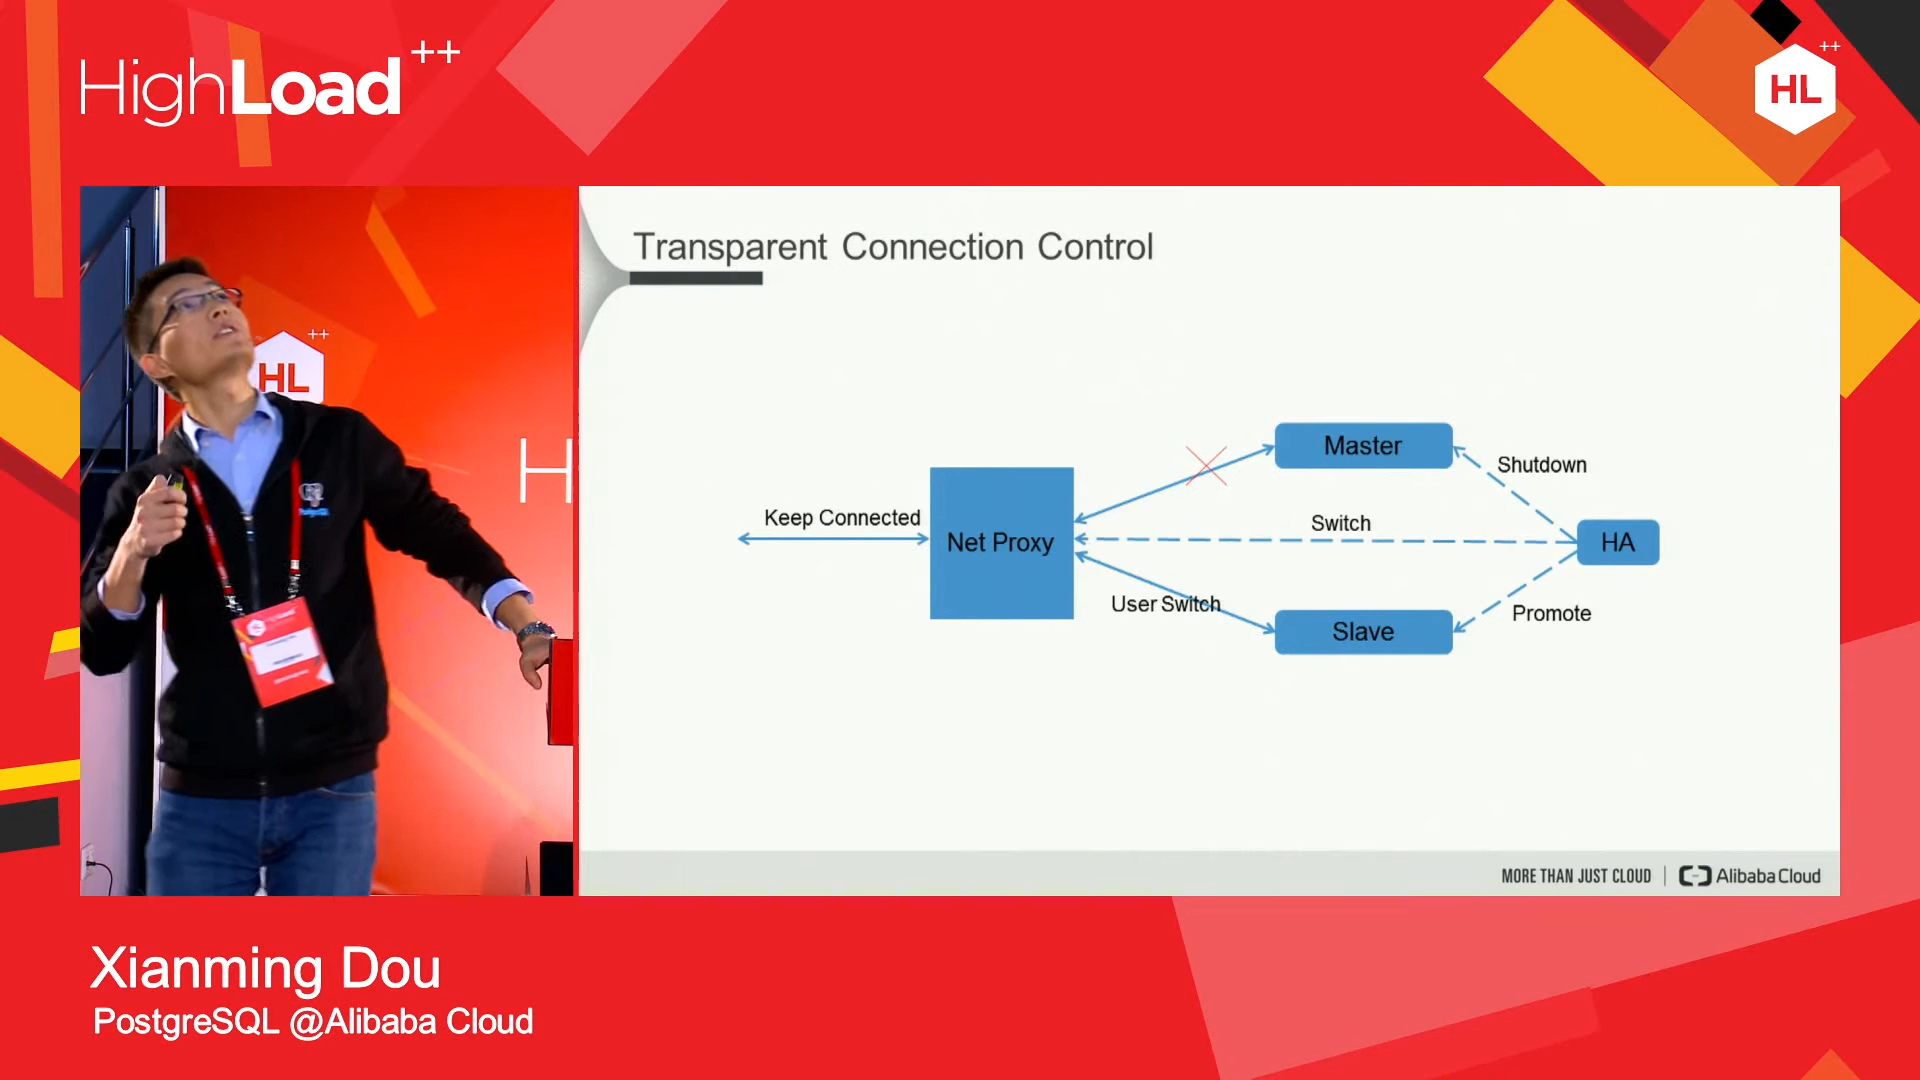 HighLoad++
HL++
HL++
H
Transparent Connection Control
Master
Shutdown
Keep Connected
Net Proxy
Switch
HA
User Switch
Slave
Promote
MORE THAN JUST CLOUD | Alibaba Cloud
Xianming Dou
PostgreSQL @Alibaba Cloud